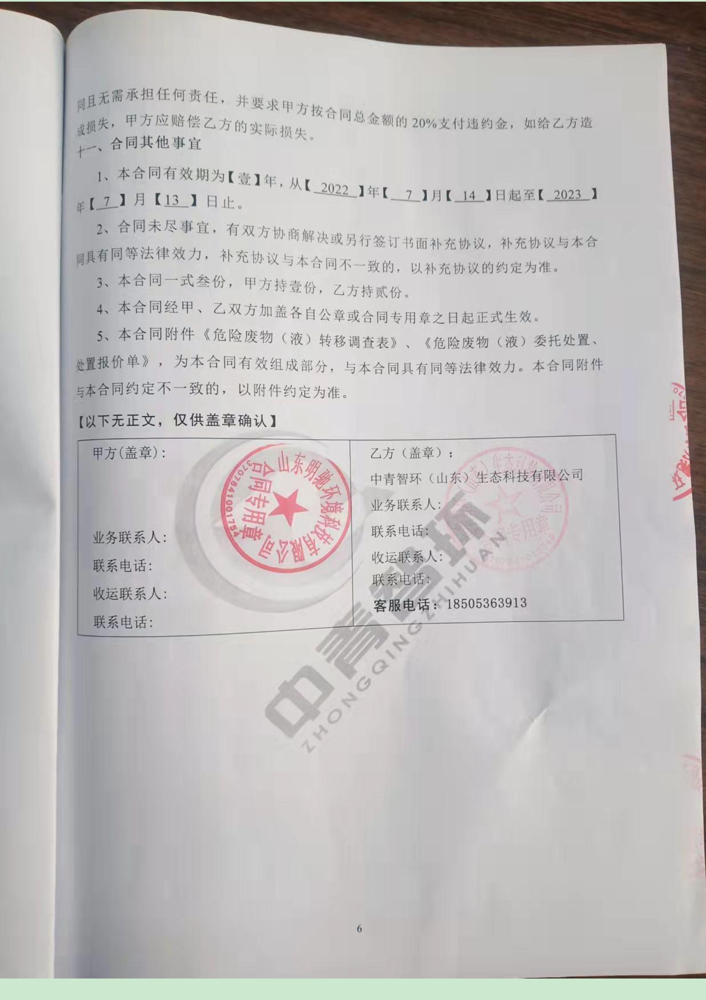 同且无需承担任何责任，并要求甲方按合同总金额的 20%支付违约金，如给乙方造
成损失，甲方应赔偿乙方的实际损失。
十一、合同其他事宜
1、本合同有效期为【壹】年，从【 2022 】年【 7 】月【 14 】日起至【 2023 】
年【 7 】月【13 】日止。
2、合同未尽事宜，有双方协商解决或另行签订书面补充协议，补充协议与本合
同具有同等法律效力，补充协议与本合同不一致的，以补充协议的约定为准。
3、本合同一式叁份，甲方持壹份，乙方持贰份。
4、本合同经甲、乙双方加盖各自公章或合同专用章之日起正式生效。
5、本合同附件《危险废物（液）转移调查表》、《危险废物（液）委托处置、
处置报价单》，为本合同有效组成部分，与本合同具有同等法律效力。本合同附件
与本合同约定不一致的，以附件约定为准。
【以下无正文，仅供盖章确认】
甲方(盖章)：
业务联系人:
联系电话:
收运联系人:
联系电话:
山东明驰环境科技有限公司
合同专用章
3707841001754
乙方（盖章）:
中青智环（山东）生态科技有限公司
业务联系人:
联系电话:
收运联系人:
联系电话:
客服电话：18505363913
专用章
中青智环
ZHONGQINGZHIHUAN
6